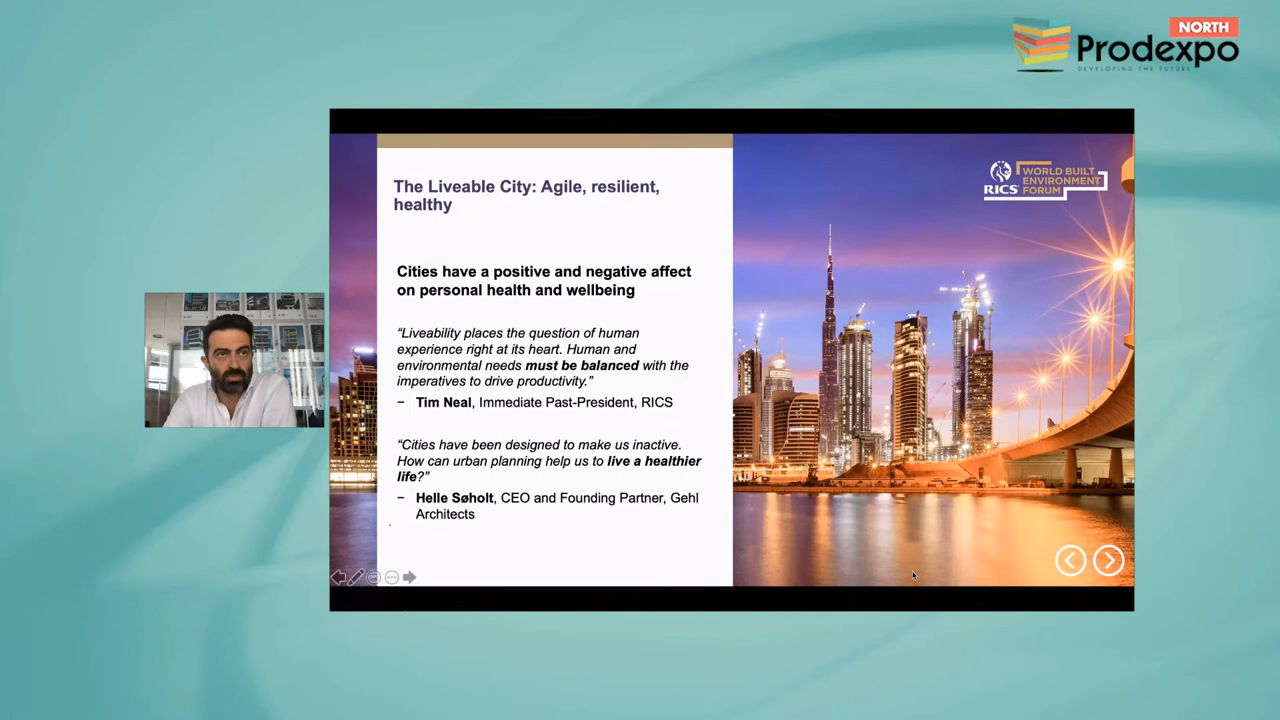 NORTH
Prodexpo
DEVELOPING THE FUTURE
The Liveable City: Agile, resilient,
healthy
RICS
WORLD BUILT
ENVIRONMENT
FORUM
Cities have a positive and negative affect
on personal health and wellbeing
“Liveability places the question of human
experience right at its heart. Human and
environmental needs must be balanced with the
imperatives to drive productivity.”
− Tim Neal, Immediate Past-President, RICS
“Cities have been designed to make us inactive.
How can urban planning help us to live a healthier
life?”
− Helle Søholt, CEO and Founding Partner, Gehl
Architects